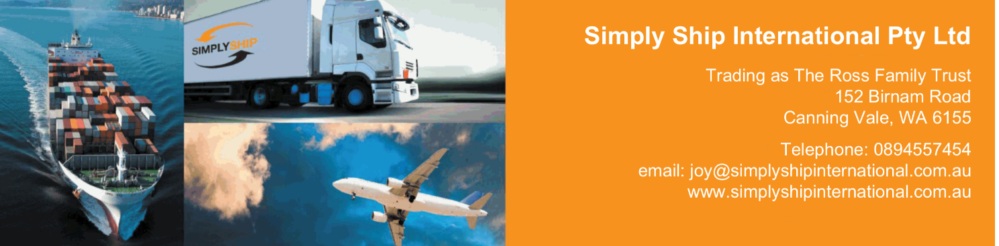 SIMPLYSHIP
Simply Ship International Pty Ltd
Trading as The Ross Family Trust
152 Birnam Road
Canning Vale, WA 6155
Telephone: 0894557454
email: joy@simplyshipinternational.com.au
www.simplyshipinternational.com.au